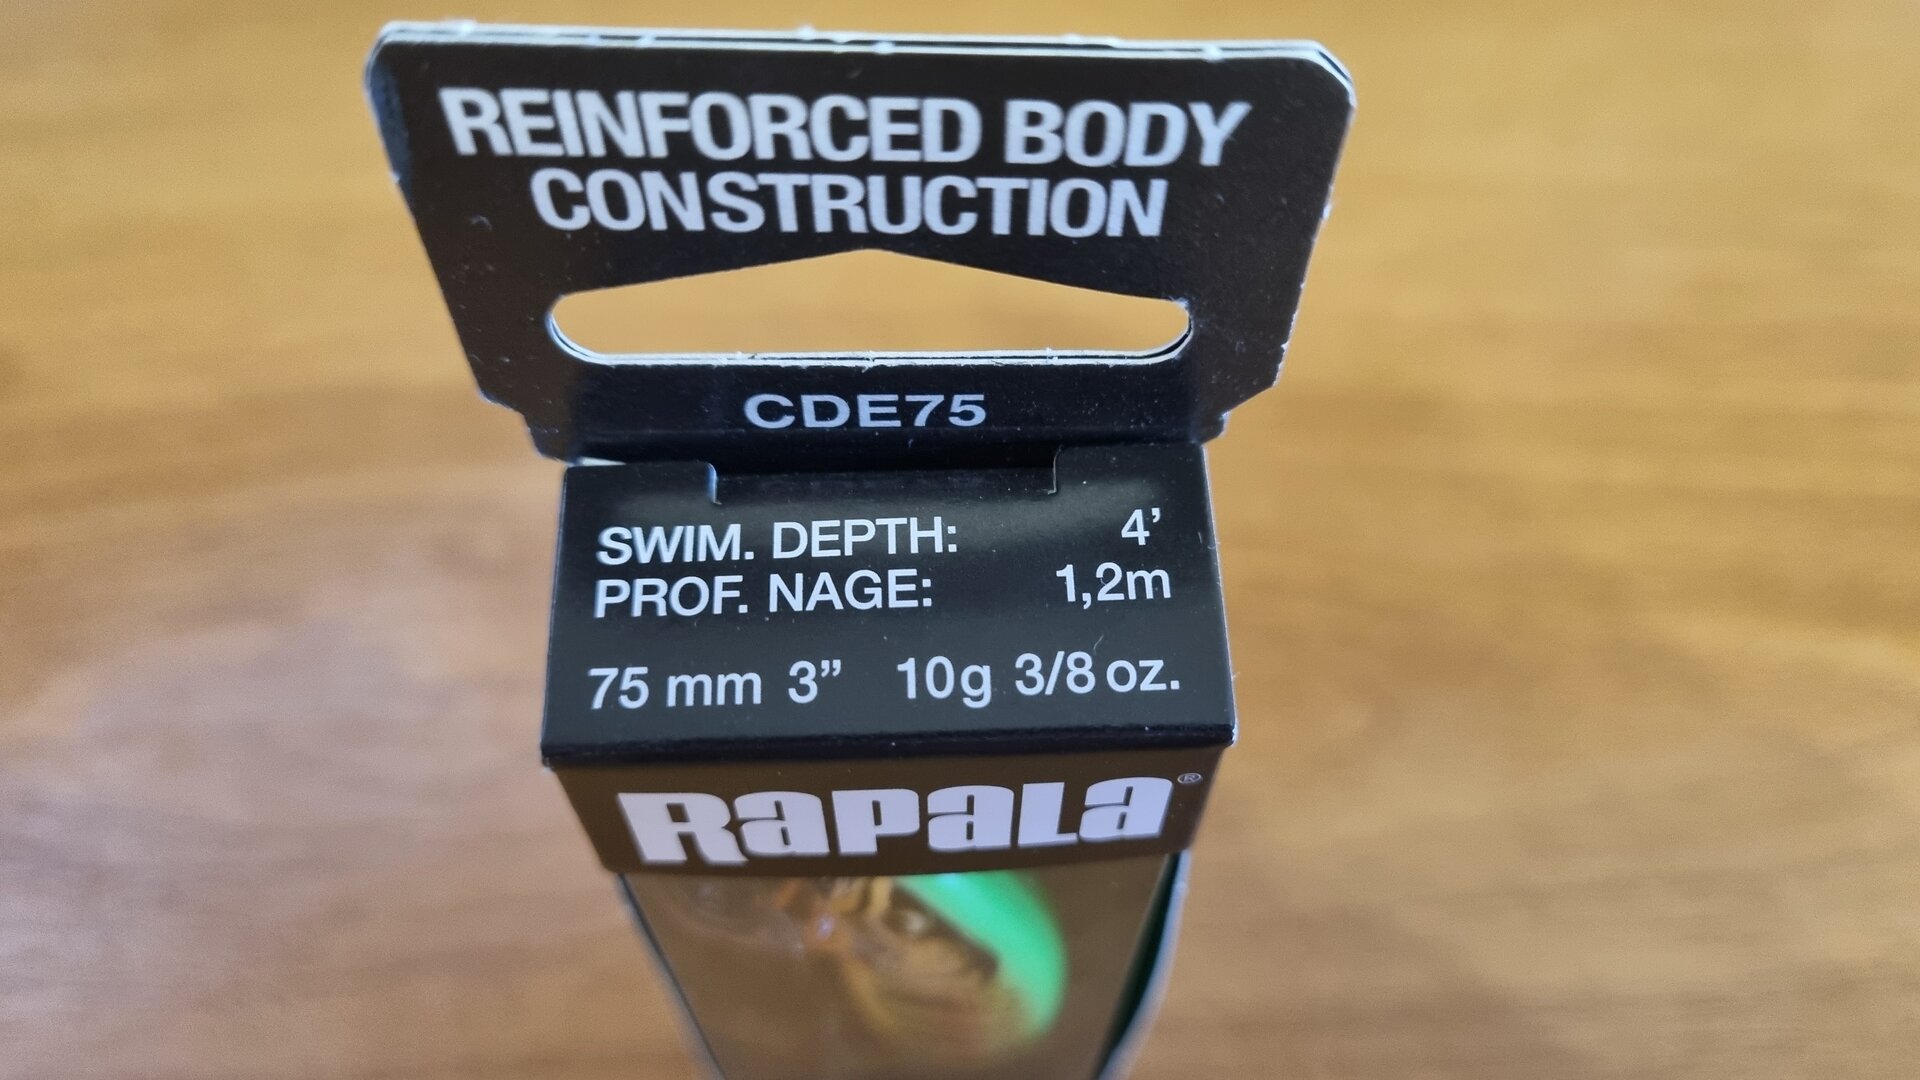 REINFORCED BODY
CONSTRUCTION
CDE75
SWIM. DEPTH: 4’
PROF. NAGE: 1,2m
75 mm 3” 10g 3/8 oz.
RaPaLa®